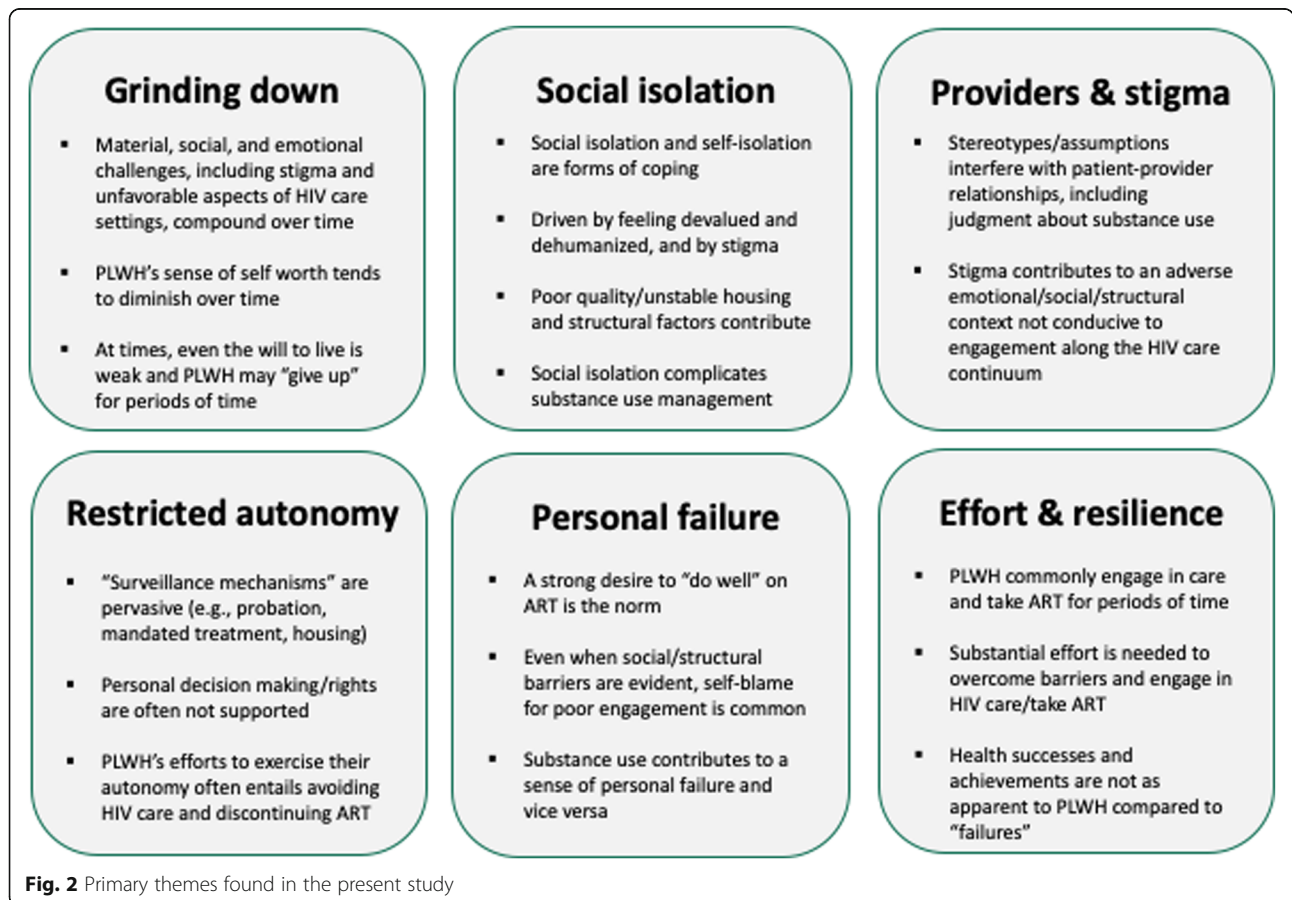 Grinding down
▪ Material, social, and emotional
challenges, including stigma and
unfavorable aspects of HIV care
settings, compound over time
▪ PLWH's sense of self worth tends
to diminish over time
▪ At times, even the will to live is
weak and PLWH may “give up”
for periods of time
Social isolation
▪ Social isolation and self-isolation
are forms of coping
▪ Driven by feeling devalued and
dehumanized, and by stigma
▪ Poor quality/unstable housing
and structural factors contribute
▪ Social isolation complicates
substance use management
Providers & stigma
▪ Stereotypes/assumptions
interfere with patient-provider
relationships, including
judgment about substance use
▪ Stigma contributes to an adverse
emotional/social/structural
context not conducive to
engagement along the HIV care
continuum
Restricted autonomy
▪ “Surveillance mechanisms” are
pervasive (e.g., probation,
mandated treatment, housing)
▪ Personal decision making/rights
are often not supported
▪ PLWH's efforts to exercise their
autonomy often entails avoiding
HIV care and discontinuing ART
Personal failure
▪ A strong desire to “do well” on
ART is the norm
▪ Even when social/structural
barriers are evident, self-blame
for poor engagement is common
▪ Substance use contributes to a
sense of personal failure and
vice versa
Effort & resilience
▪ PLWH commonly engage in care
and take ART for periods of time
▪ Substantial effort is needed to
overcome barriers and engage in
HIV care/take ART
▪ Health successes and
achievements are not as
apparent to PLWH compared to
“failures”
Fig. 2 Primary themes found in the present study